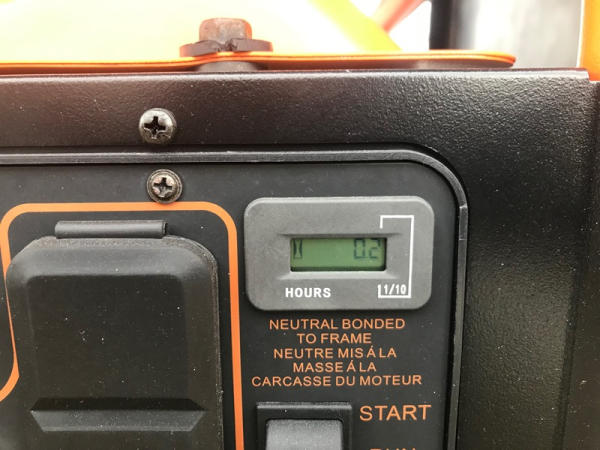 0.2
HOURS 1/10
NEUTRAL BONDED
TO FRAME
NEUTRE MIS Á LA
MASSE Á LA
CARCASSE DU MOTEUR
START